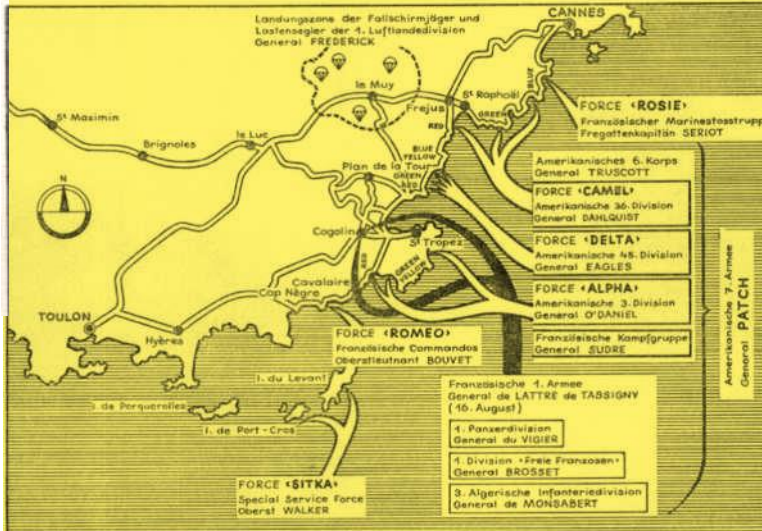 CANNES
Landungszone der Fallschirmjäger und
Lastensegler der 1. Luftlandedivision
General FREDERICK
le Muy
Frejus
St Raphaël
BLUE
GREEN
RED
St Maximin
Brignoles
le Luc
FORCE ‹ROSIE›
Französischer Marinestosstrupp
Fregattenkapitän SERIOT
BLUE
YELLOW
GREEN
RED
Plan de la Tour
Amerikanisches 6. Korps
General TRUSCOTT
FORCE ‹CAMEL›
Amerikanische 36. Division
General DAHLQUIST
Cogolin
St Tropez
RED
GREEN
YELLOW
FORCE ‹DELTA›
Amerikanische 45. Division
General EAGLES
Cavalaire
Cap Nègre
FORCE ‹ALPHA›
Amerikanische 3. Division
General O'DANIEL
Amerikanische 7. Armee
General PATCH
TOULON
Hyères
FORCE ‹ROMEO›
Französische Commandos
Oberstleutnant BOUVET
Französische Kampfgruppe
General SUDRE
I. du Levant
I. de Porquerolles
I. de Port-Cros
Französische 1. Armee
General de LATTRE de TASSIGNY
(16. August)
1. Panzerdivision
General du VIGIER
1. Division ‹Freie Franzosen›
General BROSSET
3. Algerische Infanteriedivision
General de MONSABERT
FORCE ‹SITKA›
Special Service Force
Oberst WALKER